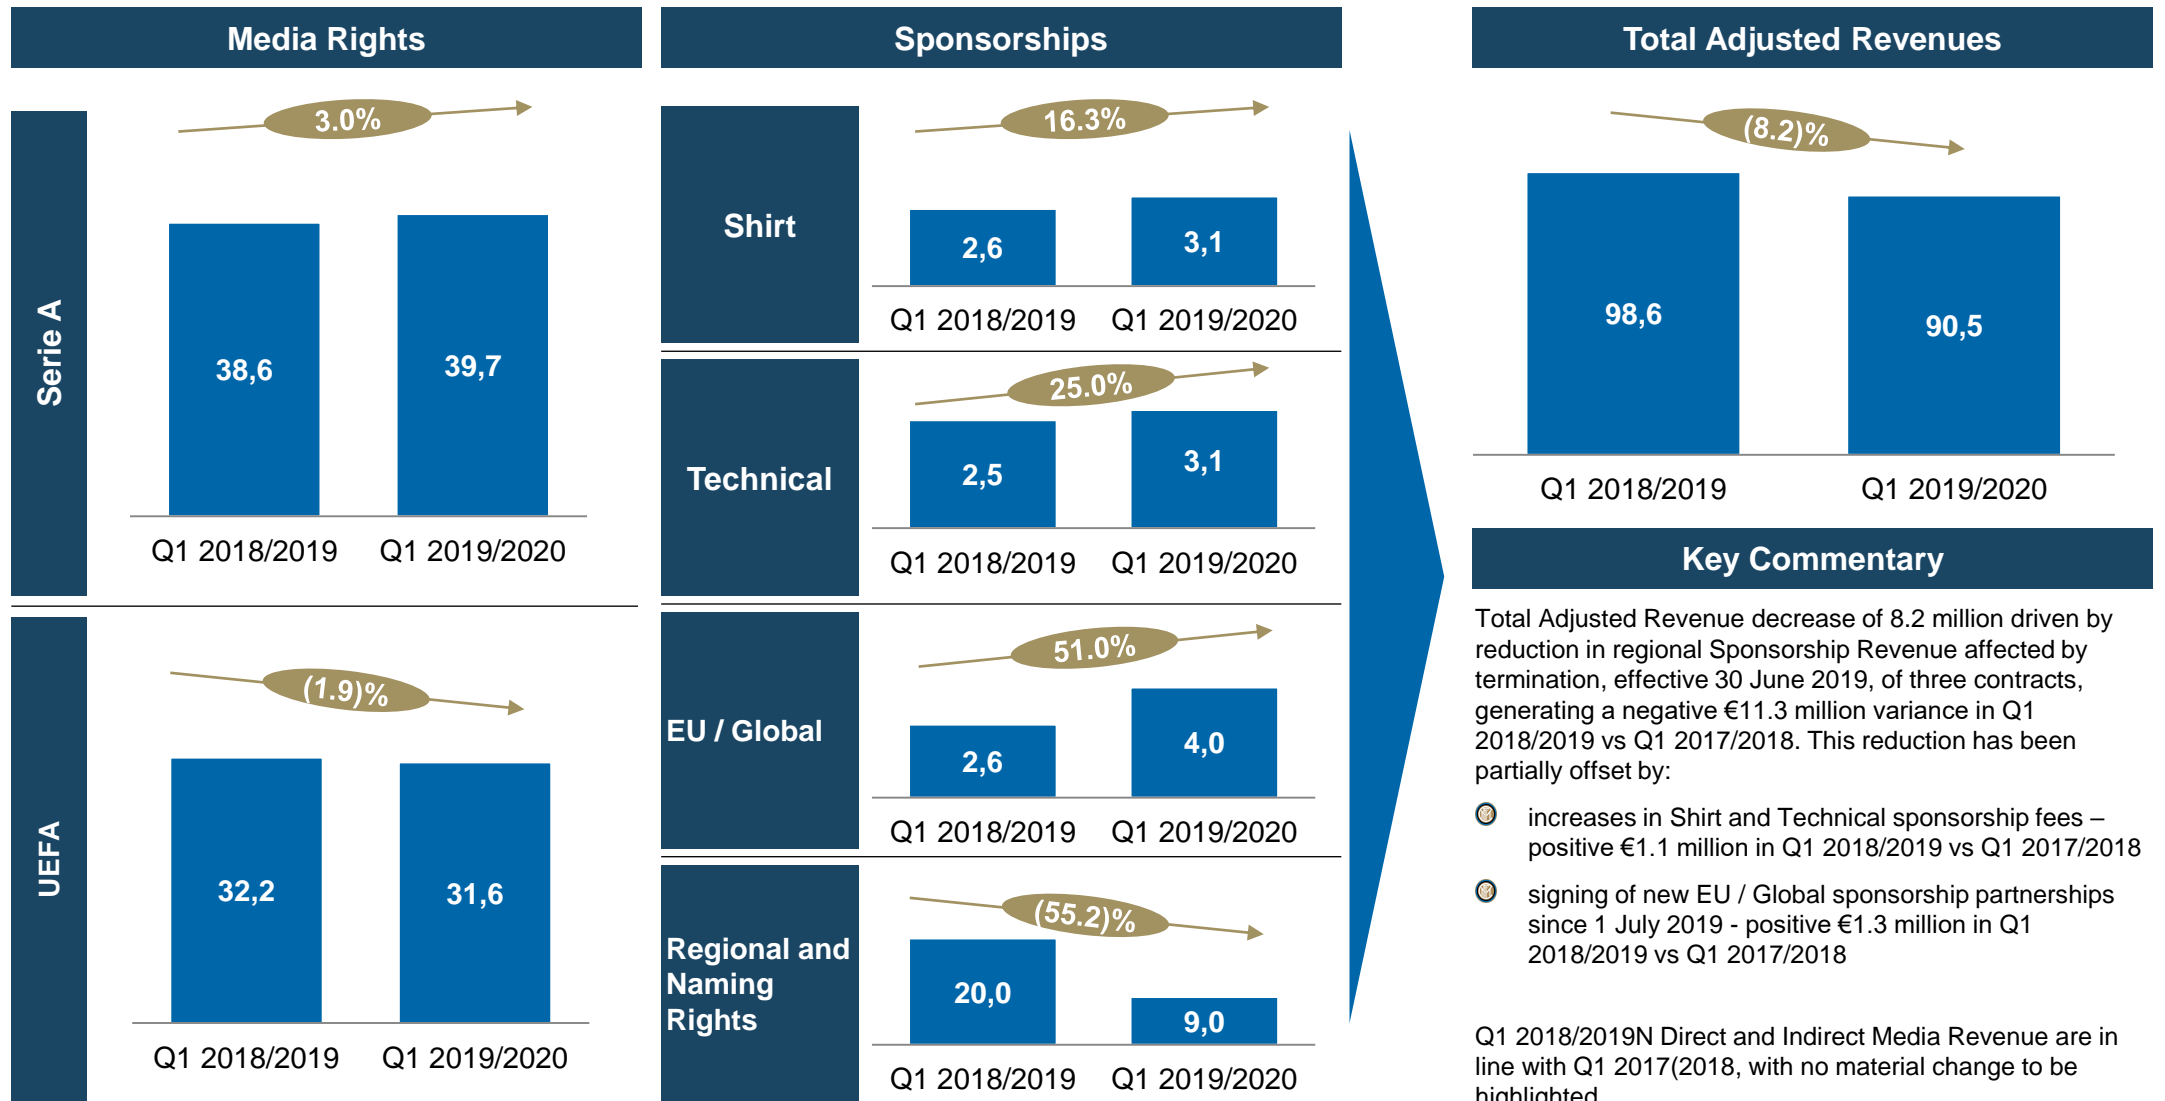 Media Rights
Serie A
3.0%
38,6
39,7
Q1 2018/2019
Q1 2019/2020
UEFA
(1.9)%
32,2
31,6
Q1 2018/2019
Q1 2019/2020
Sponsorships
Shirt
16.3%
2,6
3,1
Q1 2018/2019
Q1 2019/2020
Technical
25.0%
2,5
3,1
Q1 2018/2019
Q1 2019/2020
EU / Global
51.0%
2,6
4,0
Q1 2018/2019
Q1 2019/2020
Regional and
Naming
Rights
(55.2)%
20,0
9,0
Q1 2018/2019
Q1 2019/2020
Total Adjusted Revenues
(8.2)%
98,6
90,5
Q1 2018/2019
Q1 2019/2020
Key Commentary
Total Adjusted Revenue decrease of 8.2 million driven by
reduction in regional Sponsorship Revenue affected by
termination, effective 30 June 2019, of three contracts,
generating a negative €11.3 million variance in Q1
2018/2019 vs Q1 2017/2018. This reduction has been
partially offset by:
increases in Shirt and Technical sponsorship fees –
positive €1.1 million in Q1 2018/2019 vs Q1 2017/2018
signing of new EU / Global sponsorship partnerships
since 1 July 2019 - positive €1.3 million in Q1
2018/2019 vs Q1 2017/2018
Q1 2018/2019N Direct and Indirect Media Revenue are in
line with Q1 2017(2018, with no material change to be
highlighted